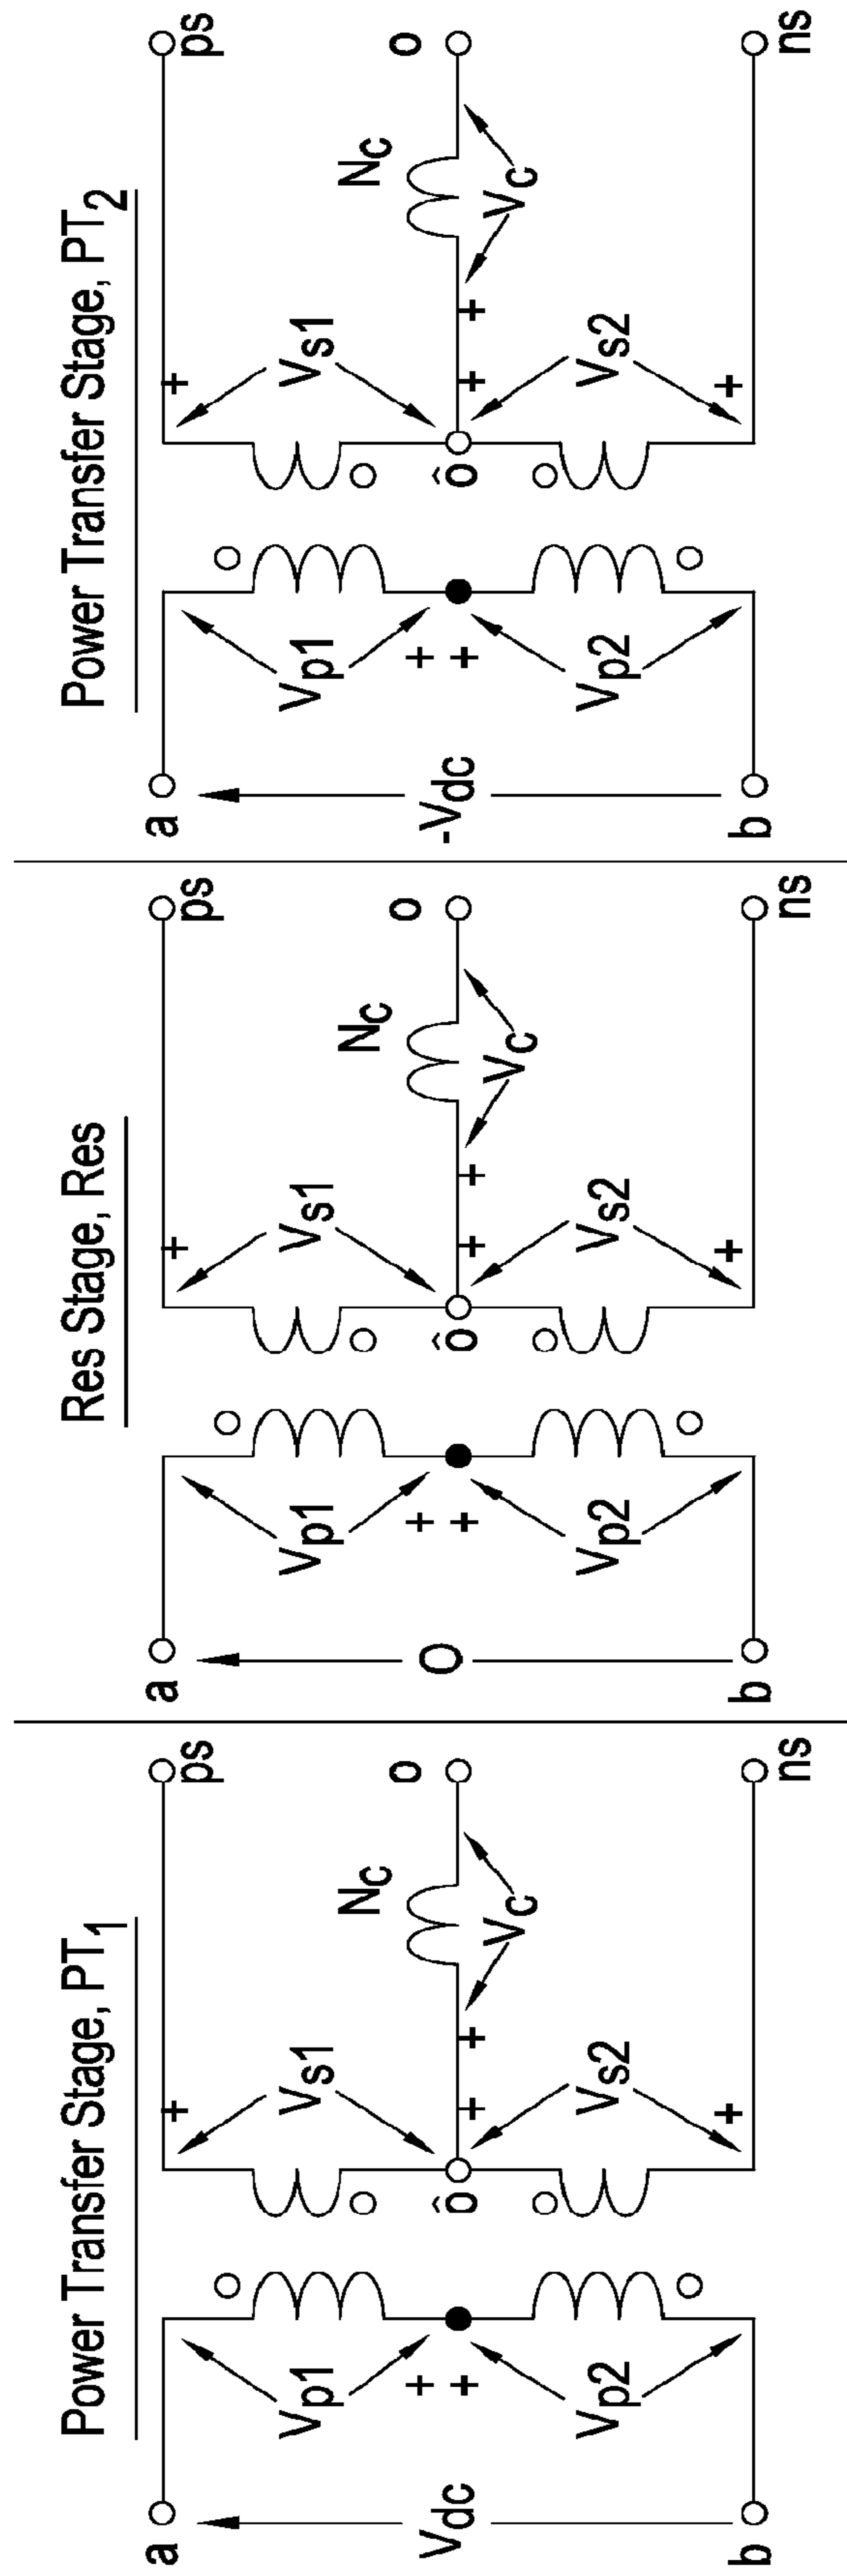 Power Transfer Stage, PT1
a
+
ps
Vp1
Vs1
Nc
o
Vdc
+
+
ô
+
+
Vc
Vp2
Vs2
+
b
ns
Res Stage, Res
a
+
ps
Vp1
Vs1
Nc
o
O
+
+
ô
+
+
Vc
Vp2
Vs2
+
b
ns
Power Transfer Stage, PT2
a
+
ps
Vp1
Vs1
Nc
o
-Vdc
+
+
ô
+
+
Vc
Vp2
Vs2
+
b
ns